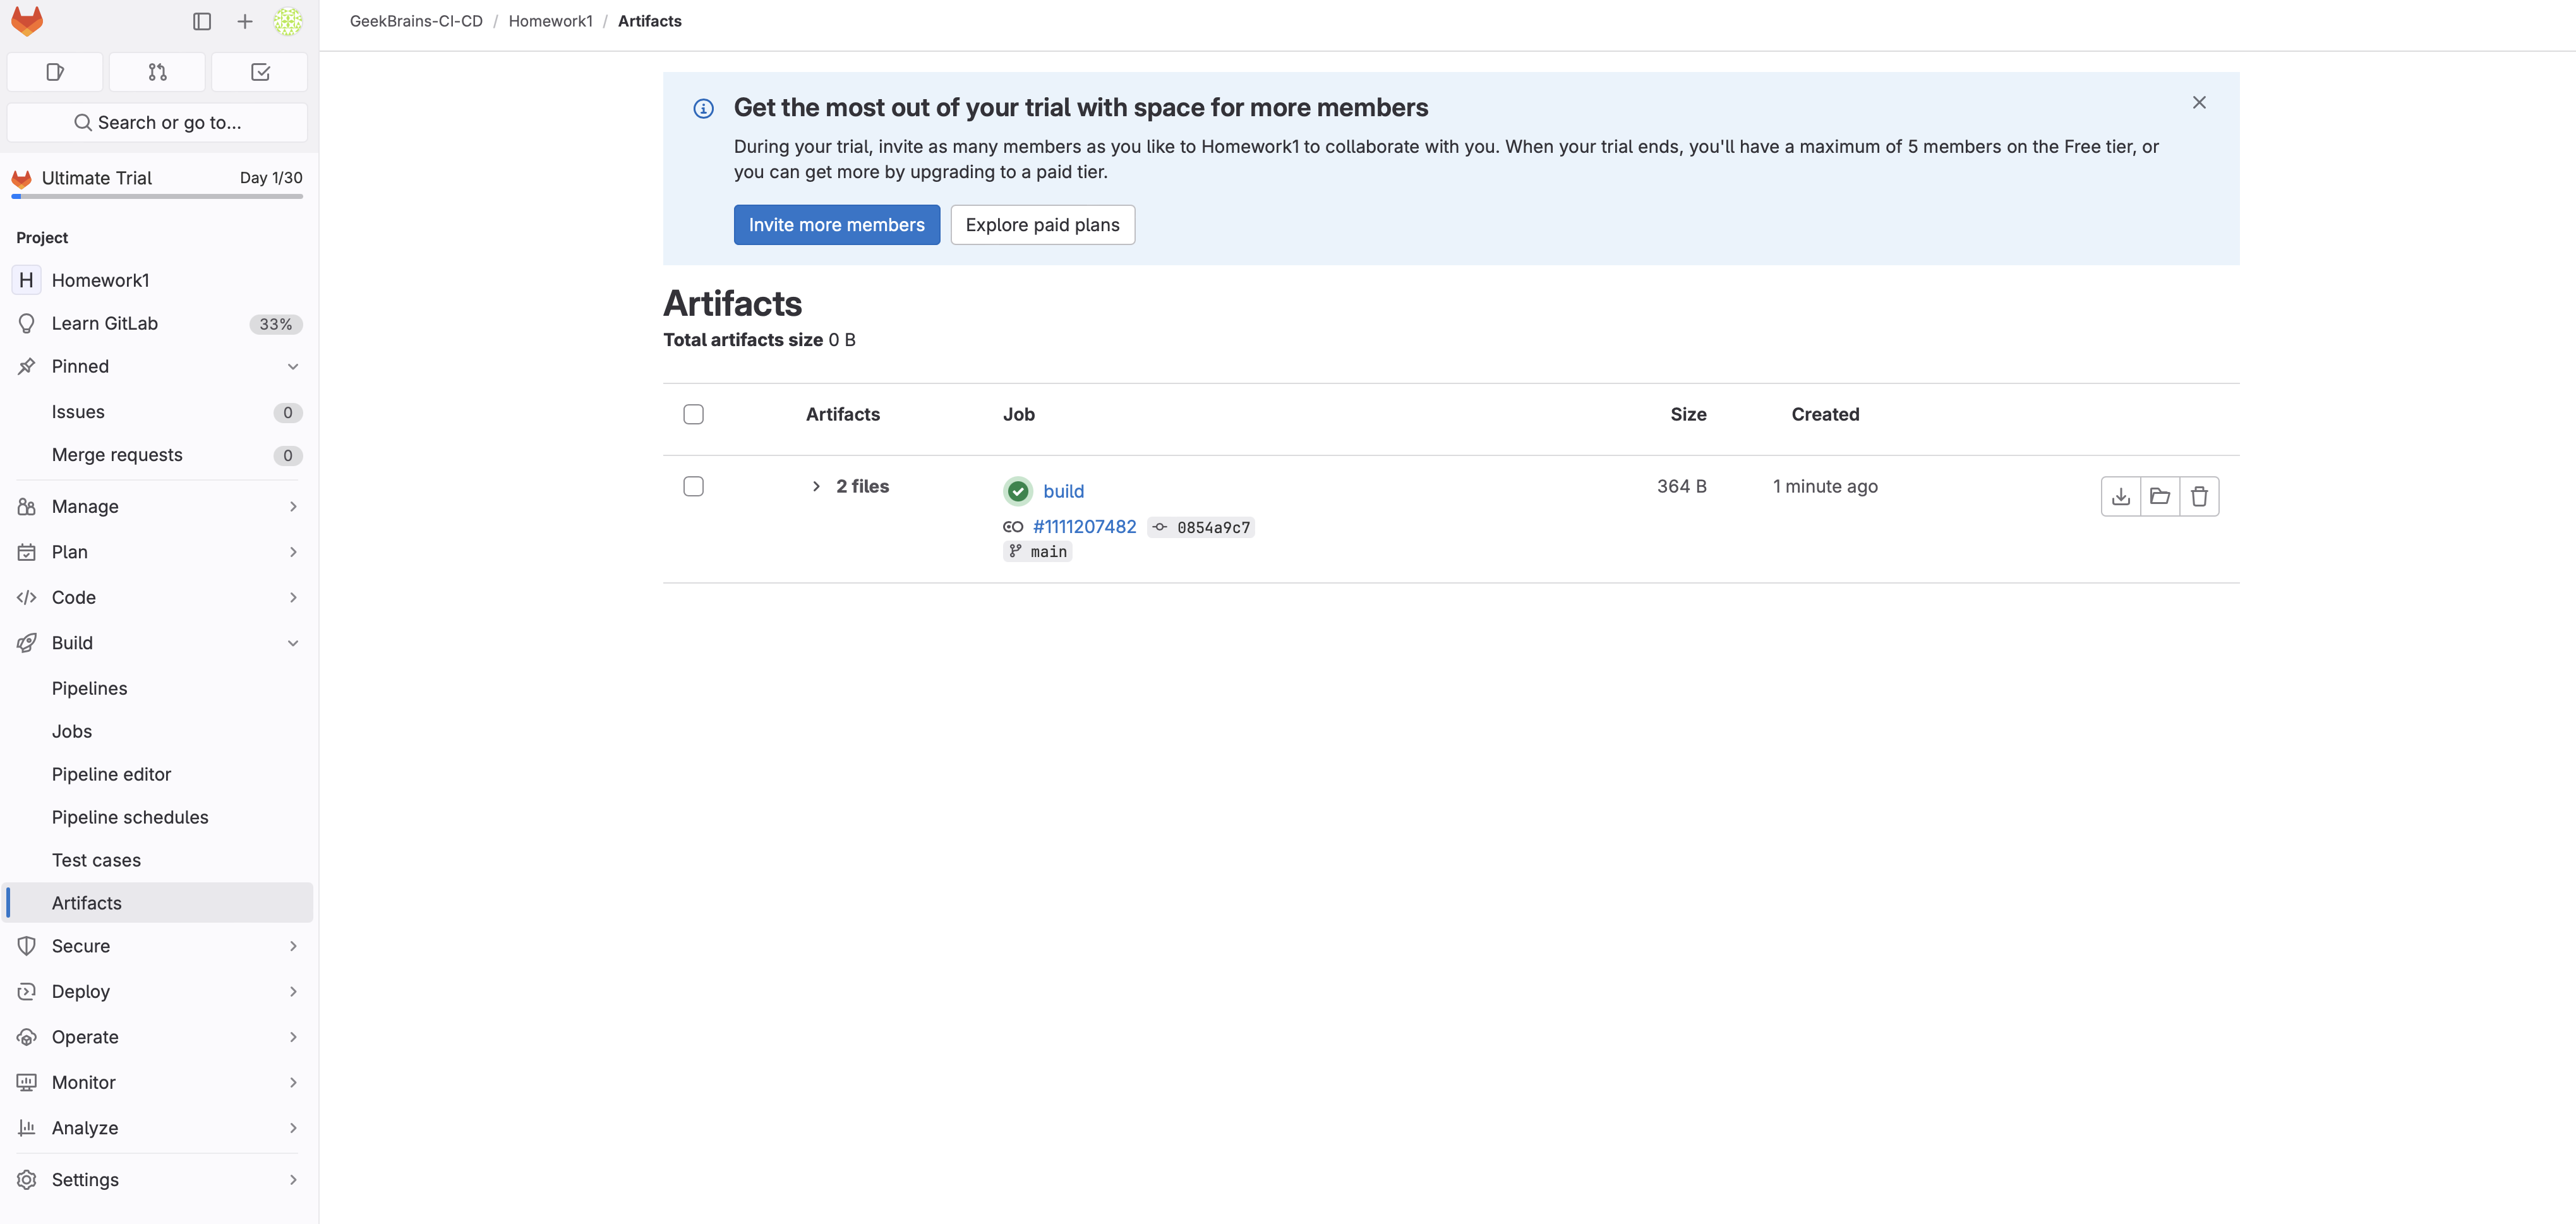 GeekBrains-CI-CD / Homework1 / Artifacts
Search or go to...
Ultimate Trial Day 1/30
Project
H Homework1
Learn GitLab 33%
Pinned
Issues 0
Merge requests 0
Manage
Plan
Code
Build
Pipelines
Jobs
Pipeline editor
Pipeline schedules
Test cases
Artifacts
Secure
Deploy
Operate
Monitor
Analyze
Settings
Get the most out of your trial with space for more members
During your trial, invite as many members as you like to Homework1 to collaborate with you. When your trial ends, you'll have a maximum of 5 members on the Free tier, or
you can get more by upgrading to a paid tier.
Invite more members Explore paid plans
Artifacts
Total artifacts size 0 B
Artifacts Job Size Created
2 files build 364 B 1 minute ago
#1111207482 0854a9c7
main